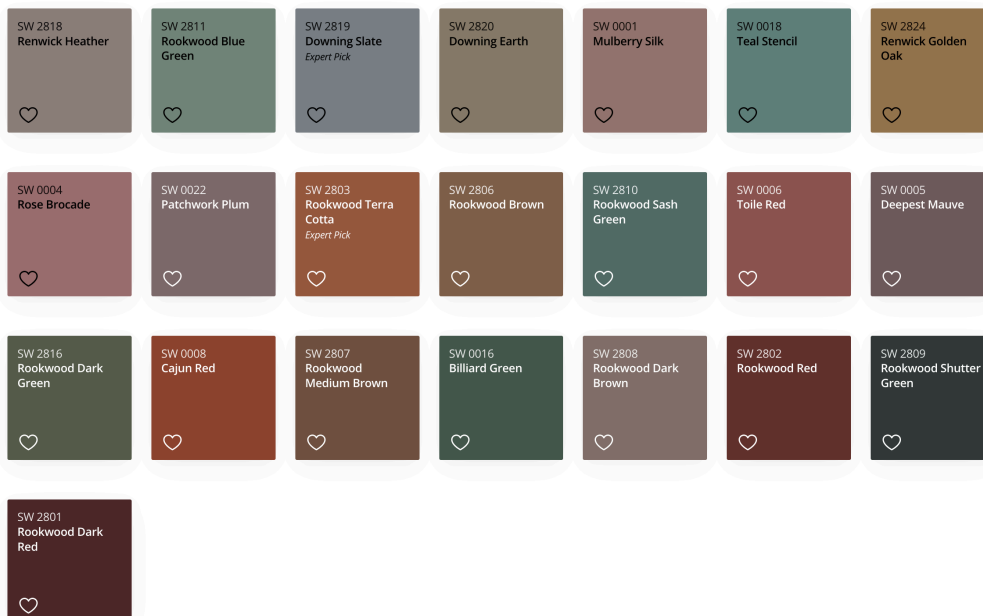 SW 2818
Renwick Heather
SW 2811
Rookwood Blue
Green
SW 2819
Downing Slate
Expert Pick
SW 2820
Downing Earth
SW 0001
Mulberry Silk
SW 0018
Teal Stencil
SW 2824
Renwick Golden
Oak
SW 0004
Rose Brocade
SW 0022
Patchwork Plum
SW 2803
Rookwood Terra
Cotta
Expert Pick
SW 2806
Rookwood Brown
SW 2810
Rookwood Sash
Green
SW 0006
Toile Red
SW 0005
Deepest Mauve
SW 2816
Rookwood Dark
Green
SW 0008
Cajun Red
SW 2807
Rookwood
Medium Brown
SW 0016
Billiard Green
SW 2808
Rookwood Dark
Brown
SW 2802
Rookwood Red
SW 2809
Rookwood Shutter
Green
SW 2801
Rookwood Dark
Red